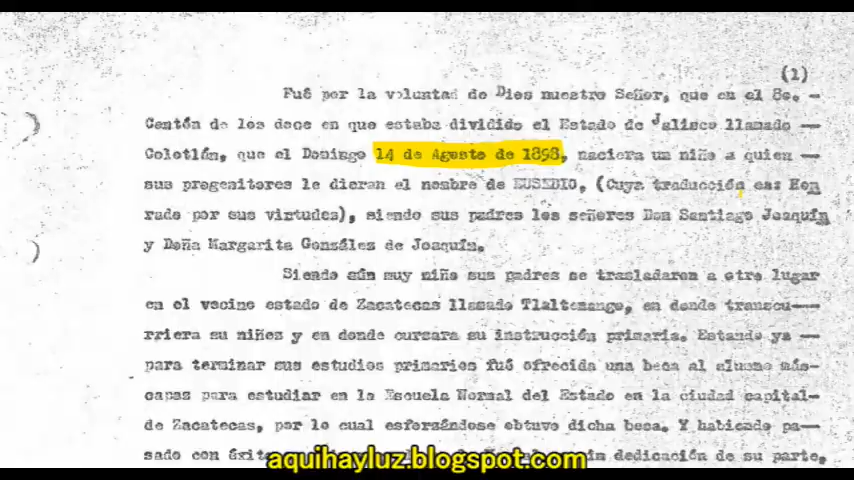 (1)
Fué por la voluntad de Dios nuestro Señor, que en el 8o. -
Cantón de los doce en que estaba dividido el Estado de Jalisco llamado —
Colotlán, que el Domingo 14 de Agosto de 1898, naciera un niño a quien —
sus progenitores le dieran el nombre de EUSEBIO, (Cuya traducción es: Hon
rado por sus virtudes), siendo sus padres los señores Don Santiago Joaquín
y Doña Margarita Gonsáles de Joaquín.
Siendo aún muy niño sus padres se trasladaron a otro lugar
en el vecino estado de Zacatecas llamado Tlaltenango, en donde transcu—
rriera su niñes y en donde cursara su instrucción primaria. Estando ya —
para terminar sus estudios primarios fué ofrecida una beca al alumno más-
capas para estudiar en la Escuela Normal del Estado en la ciudad capital-
de Zacatecas, por lo cual esforzándose obtuvo dicha beca. Y habiendo pa-
sado con éxito dedicación de su parte,
aquihayluz.blogspot.com